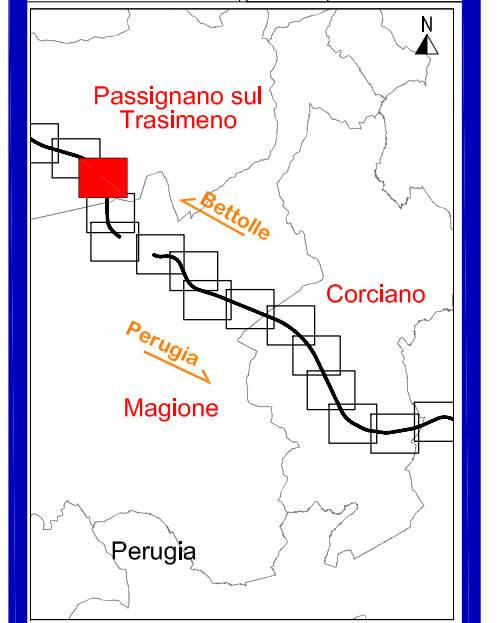 N
Passignano sul
Trasimeno
Bettolle
Corciano
Perugia
Magione
Perugia